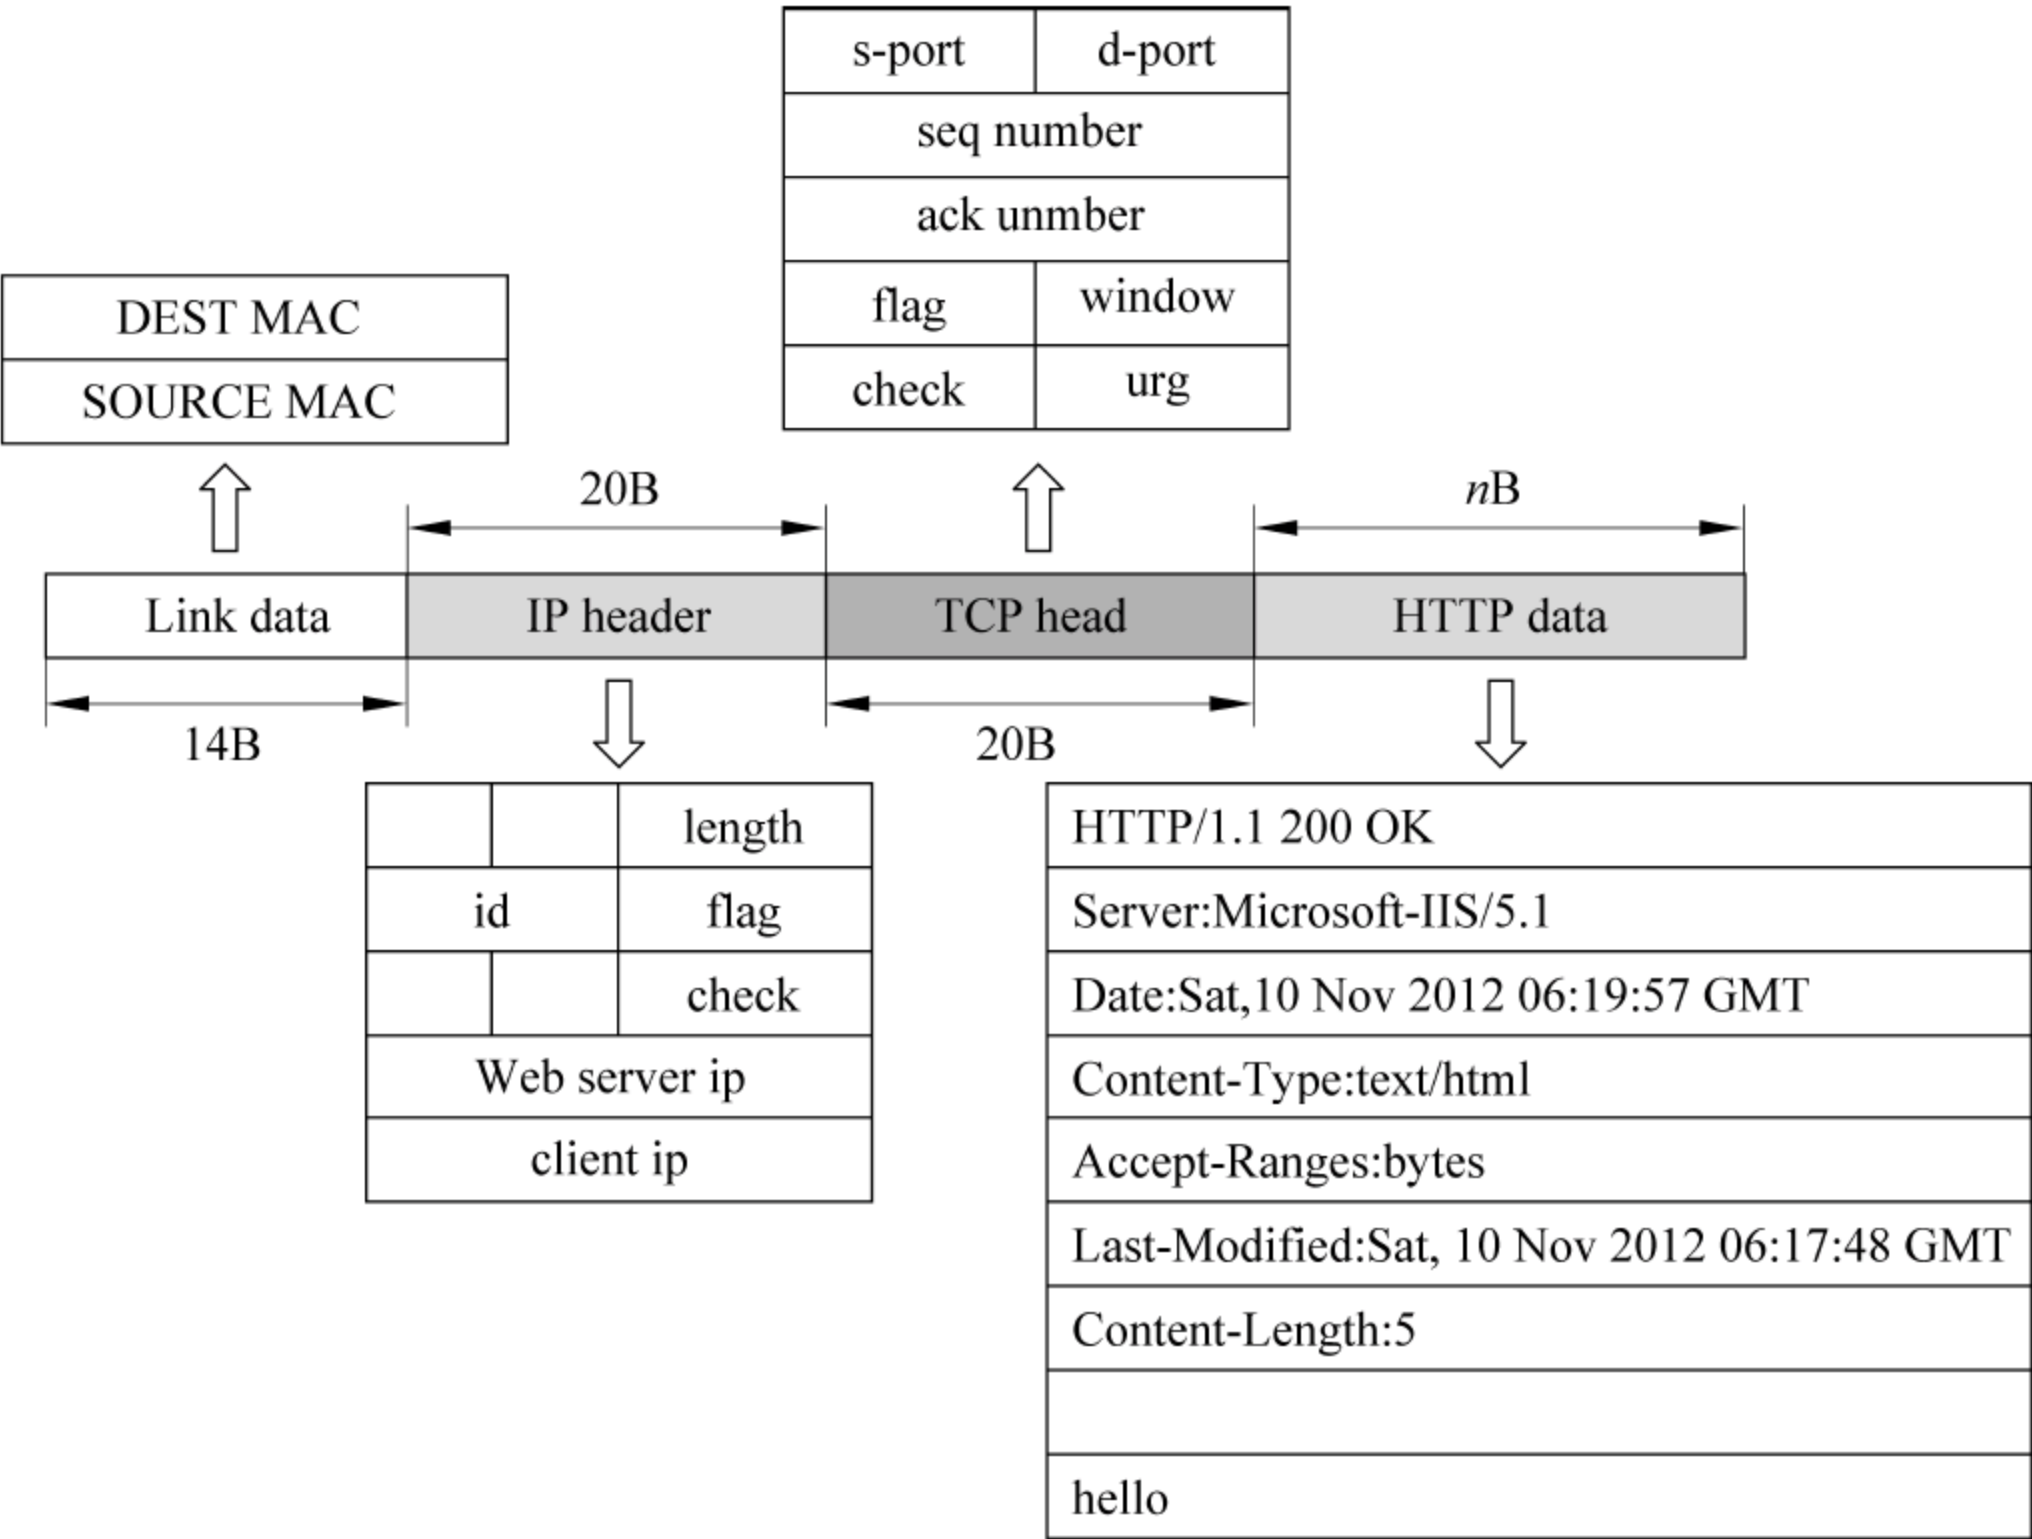 s-port d-port
seq number
ack unmber
flag window
check urg
DEST MAC
SOURCE MAC
20B nB
Link data IP header TCP head HTTP data
14B 20B
length
id flag
check
Web server ip
client ip
HTTP/1.1 200 OK
Server:Microsoft-IIS/5.1
Date:Sat,10 Nov 2012 06:19:57 GMT
Content-Type:text/html
Accept-Ranges:bytes
Last-Modified:Sat, 10 Nov 2012 06:17:48 GMT
Content-Length:5
hello